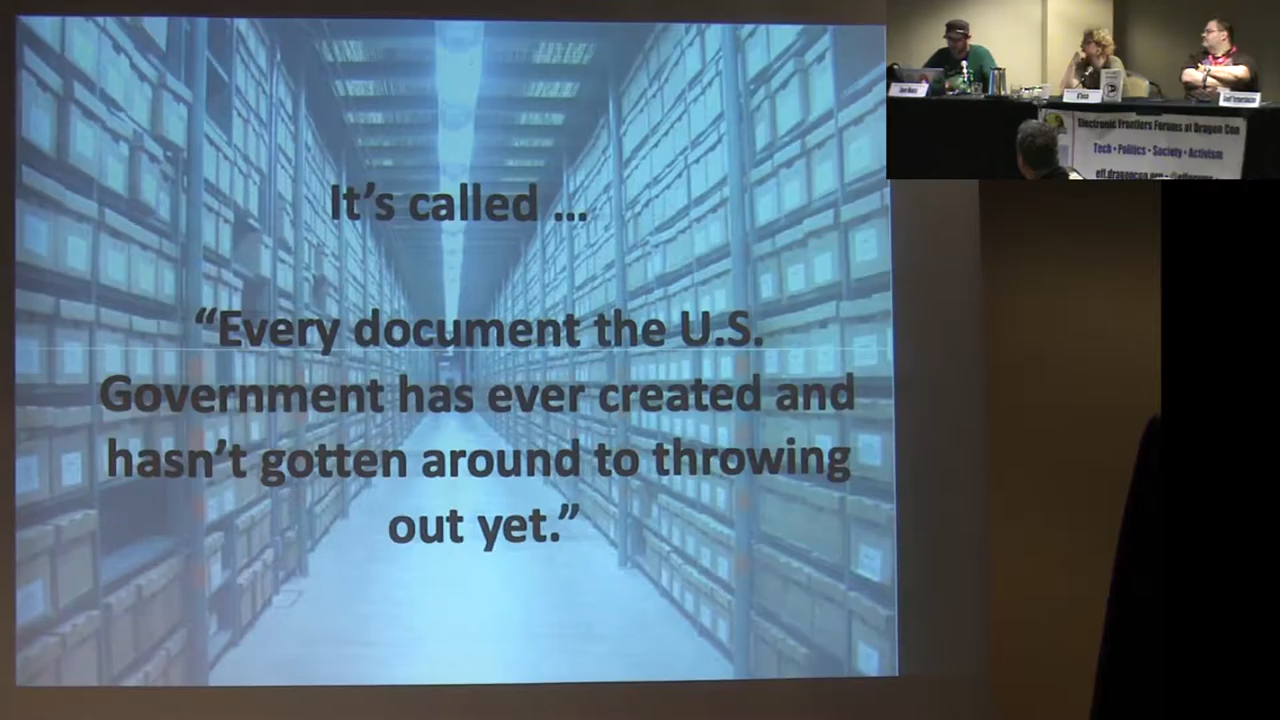 It's called ...
“Every document the U.S.
Government has ever created and
hasn't gotten around to throwing
out yet.”
Electronic Frontiers Forums at Dragon Con
Tech • Politics • Society • Activism